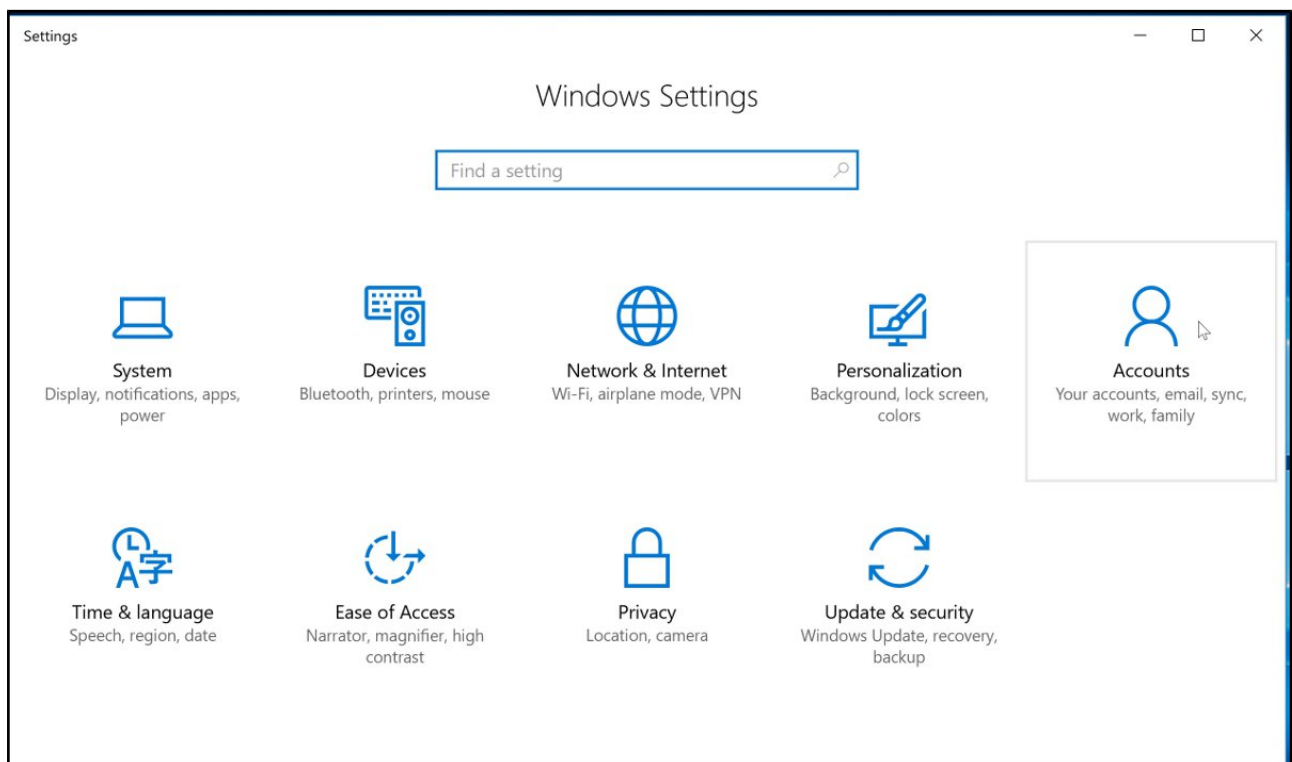 Settings
Windows Settings
Find a setting
System
Display, notifications, apps,
power
Devices
Bluetooth, printers, mouse
Network & Internet
Wi-Fi, airplane mode, VPN
Personalization
Background, lock screen,
colors
Accounts
Your accounts, email, sync,
work, family
A字
Time & language
Speech, region, date
Ease of Access
Narrator, magnifier, high
contrast
Privacy
Location, camera
Update & security
Windows Update, recovery,
backup